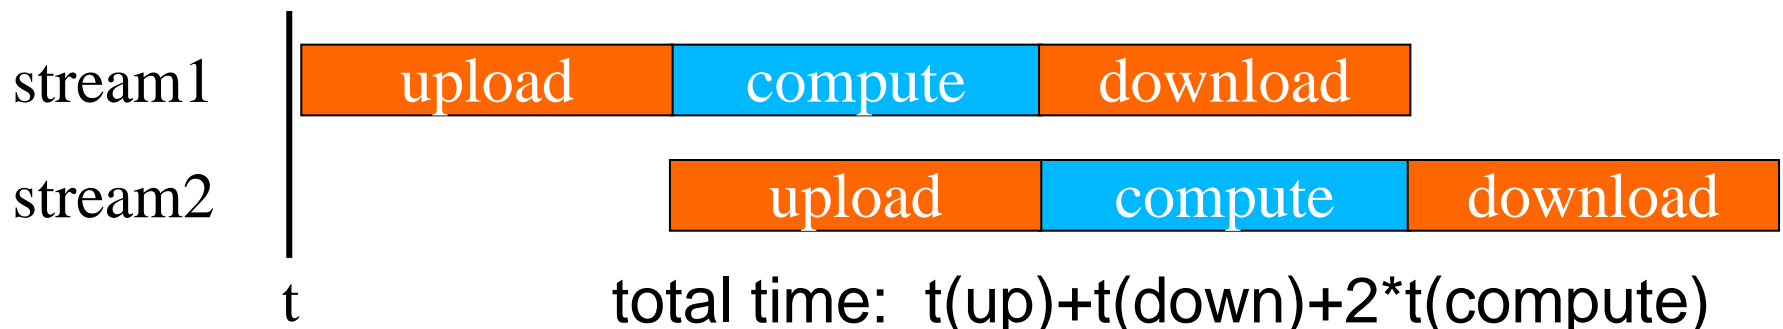 stream1 upload compute download
stream2 upload compute download
t total time: t(up)+t(down)+2*t(compute)